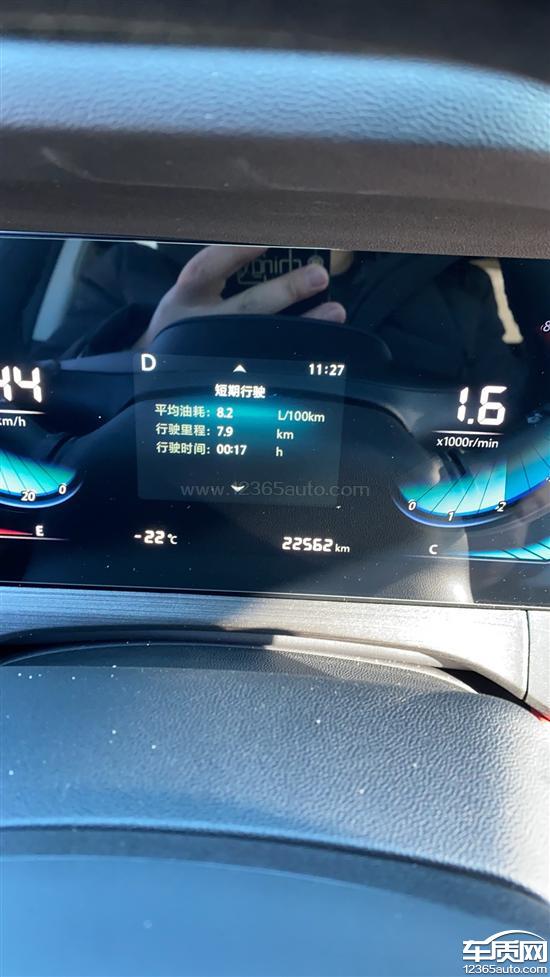 D
11:27
短期行驶
平均油耗: 8.2 L/100km
行驶里程: 7.9 km
行驶时间: 00:17 h
44
km/h
1.6
x1000r/min
20 0
0 1 2
E
-22℃
22562 km
C
www.12365auto.com
车质网
12365auto.com